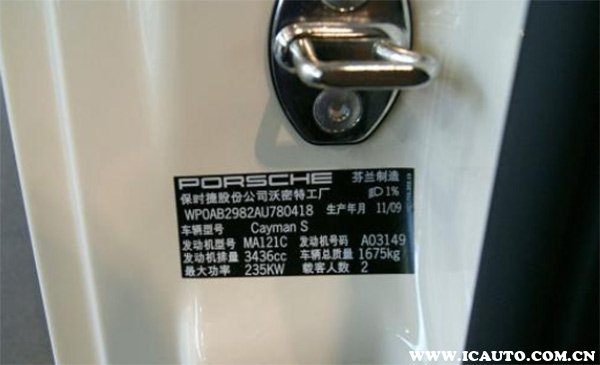 PORSCHE 芬兰制造
保时捷股份公司沃密特工厂 1%
WP0AB2982AU780418 生产年月 11/09
车辆型号 Cayman S
发动机型号 MA121C 发动机号码 A03149
发动机排量 3436cc 车辆总质量 1675kg
最大功率 235KW 载客人数 2
WWW.ICAUTO.COM.CN